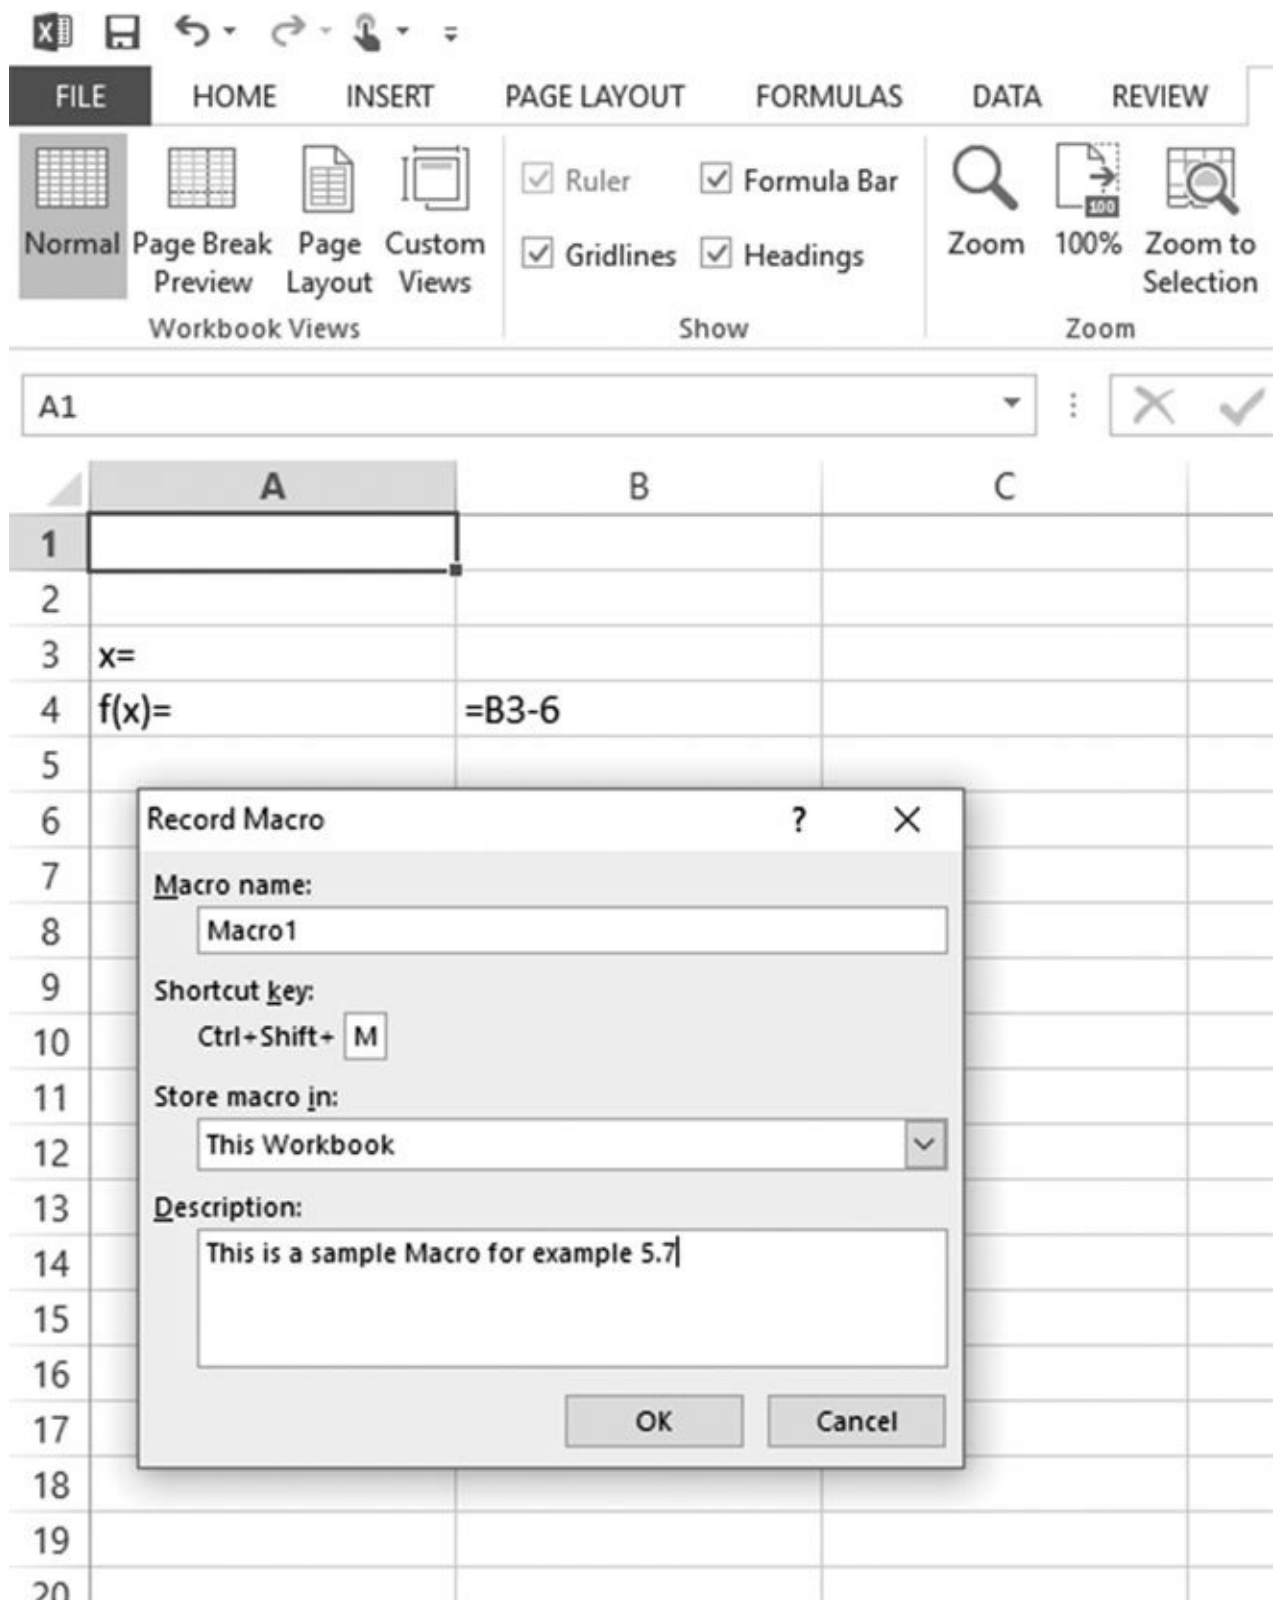 FILE HOME INSERT PAGE LAYOUT FORMULAS DATA REVIEW
Ruler Formula Bar
Gridlines Headings
Normal Page Break Preview Page Layout Custom Views
Zoom 100% Zoom to Selection
100
Workbook Views Show Zoom
A1
A B C
1
2
3 x=
4 f(x)= =B3-6
5
6
7
8
9
10
11
12
13
14
15
16
17
18
19
20
Record Macro ?
Macro name:
Macro1
Shortcut key:
Ctrl+Shift+ M
Store macro in:
This Workbook
Description:
This is a sample Macro for example 5.7
OK Cancel